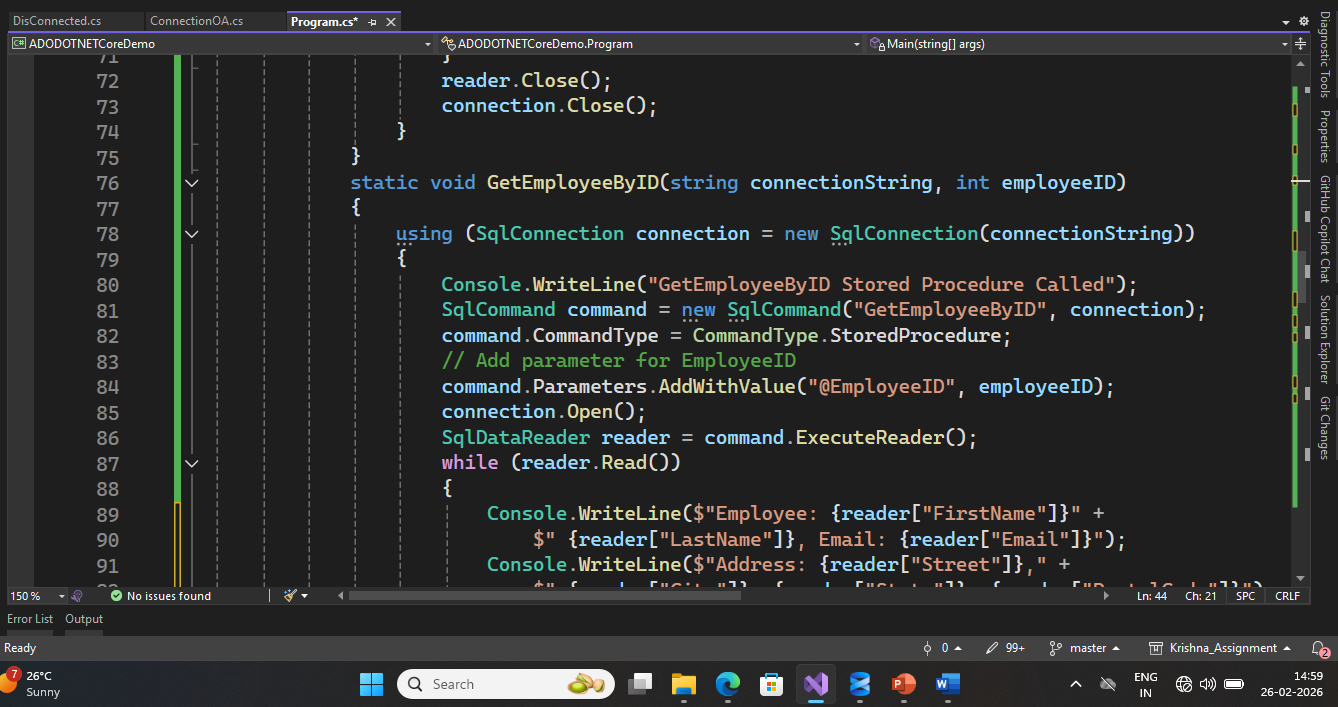 DisConnected.cs
ConnectionOA.cs
Program.cs*
ADODOTNETCoreDemo
ADODOTNETCoreDemo.Program
Main(string[] args)
71 }
72 reader.Close();
73 connection.Close();
74 }
75 }
76 static void GetEmployeeByID(string connectionString, int employeeID)
77 {
78 using (SqlConnection connection = new SqlConnection(connectionString))
79 {
80 Console.WriteLine("GetEmployeeByID Stored Procedure Called");
81 SqlCommand command = new SqlCommand("GetEmployeeByID", connection);
82 command.CommandType = CommandType.StoredProcedure;
83 // Add parameter for EmployeeID
84 command.Parameters.AddWithValue("@EmployeeID", employeeID);
85 connection.Open();
86 SqlDataReader reader = command.ExecuteReader();
87 while (reader.Read())
88 {
89 Console.WriteLine($"Employee: {reader["FirstName"]}" +
90 $" {reader["LastName"]}, Email: {reader["Email"]}");
91 Console.WriteLine($"Address: {reader["Street"]}," +
Diagnostic Tools
Properties
GitHub Copilot Chat
Solution Explorer
Git Changes
150 %
No issues found
Ln: 44
Ch: 21
SPC
CRLF
Error List
Output
Ready
0
99+
master
Krishna_Assignment
2
7
26°C
Sunny
Search
ENG
IN
14:59
26-02-2026